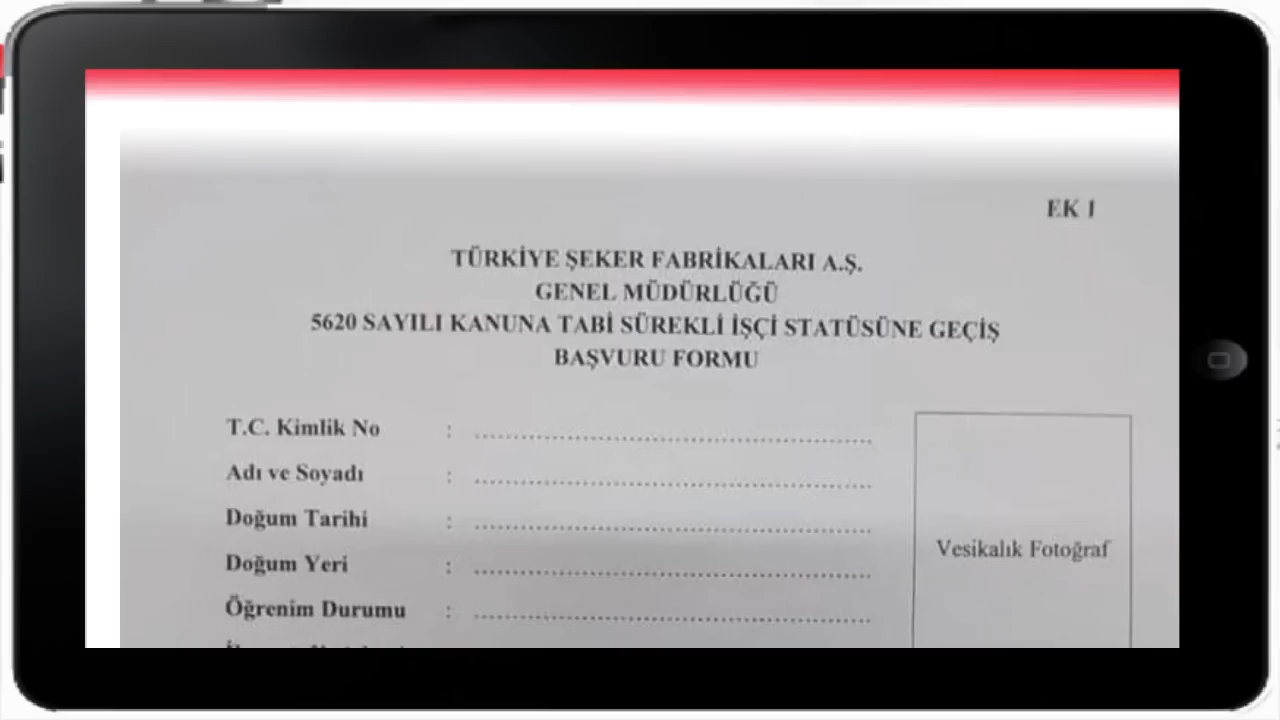 EK 1
TÜRKİYE ŞEKER FABRİKALARI A.Ş.
GENEL MÜDÜRLÜĞÜ
5620 SAYILI KANUNA TABİ SÜREKLİ İŞÇİ STATÜSÜNE GEÇİŞ
BAŞVURU FORMU
T.C. Kimlik No : ........................................
Adı ve Soyadı : ........................................
Doğum Tarihi : ........................................
Doğum Yeri : ........................................
Öğrenim Durumu : ........................................
Vesikalık Fotoğraf